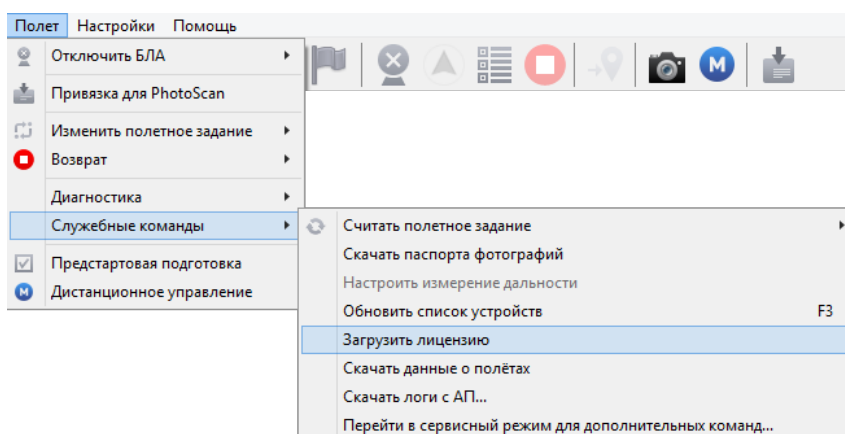 Полет Настройки Помощь
Отключить БЛА
Привязка для PhotoScan
Изменить полетное задание
Возврат
Диагностика
Служебные команды
Предстартовая подготовка
M Дистанционное управление
M
Считать полетное задание
Скачать паспорта фотографий
Настроить измерение дальности
Обновить список устройств F3
Загрузить лицензию
Скачать данные о полётах
Скачать логи с АП...
Перейти в сервисный режим для дополнительных команд...